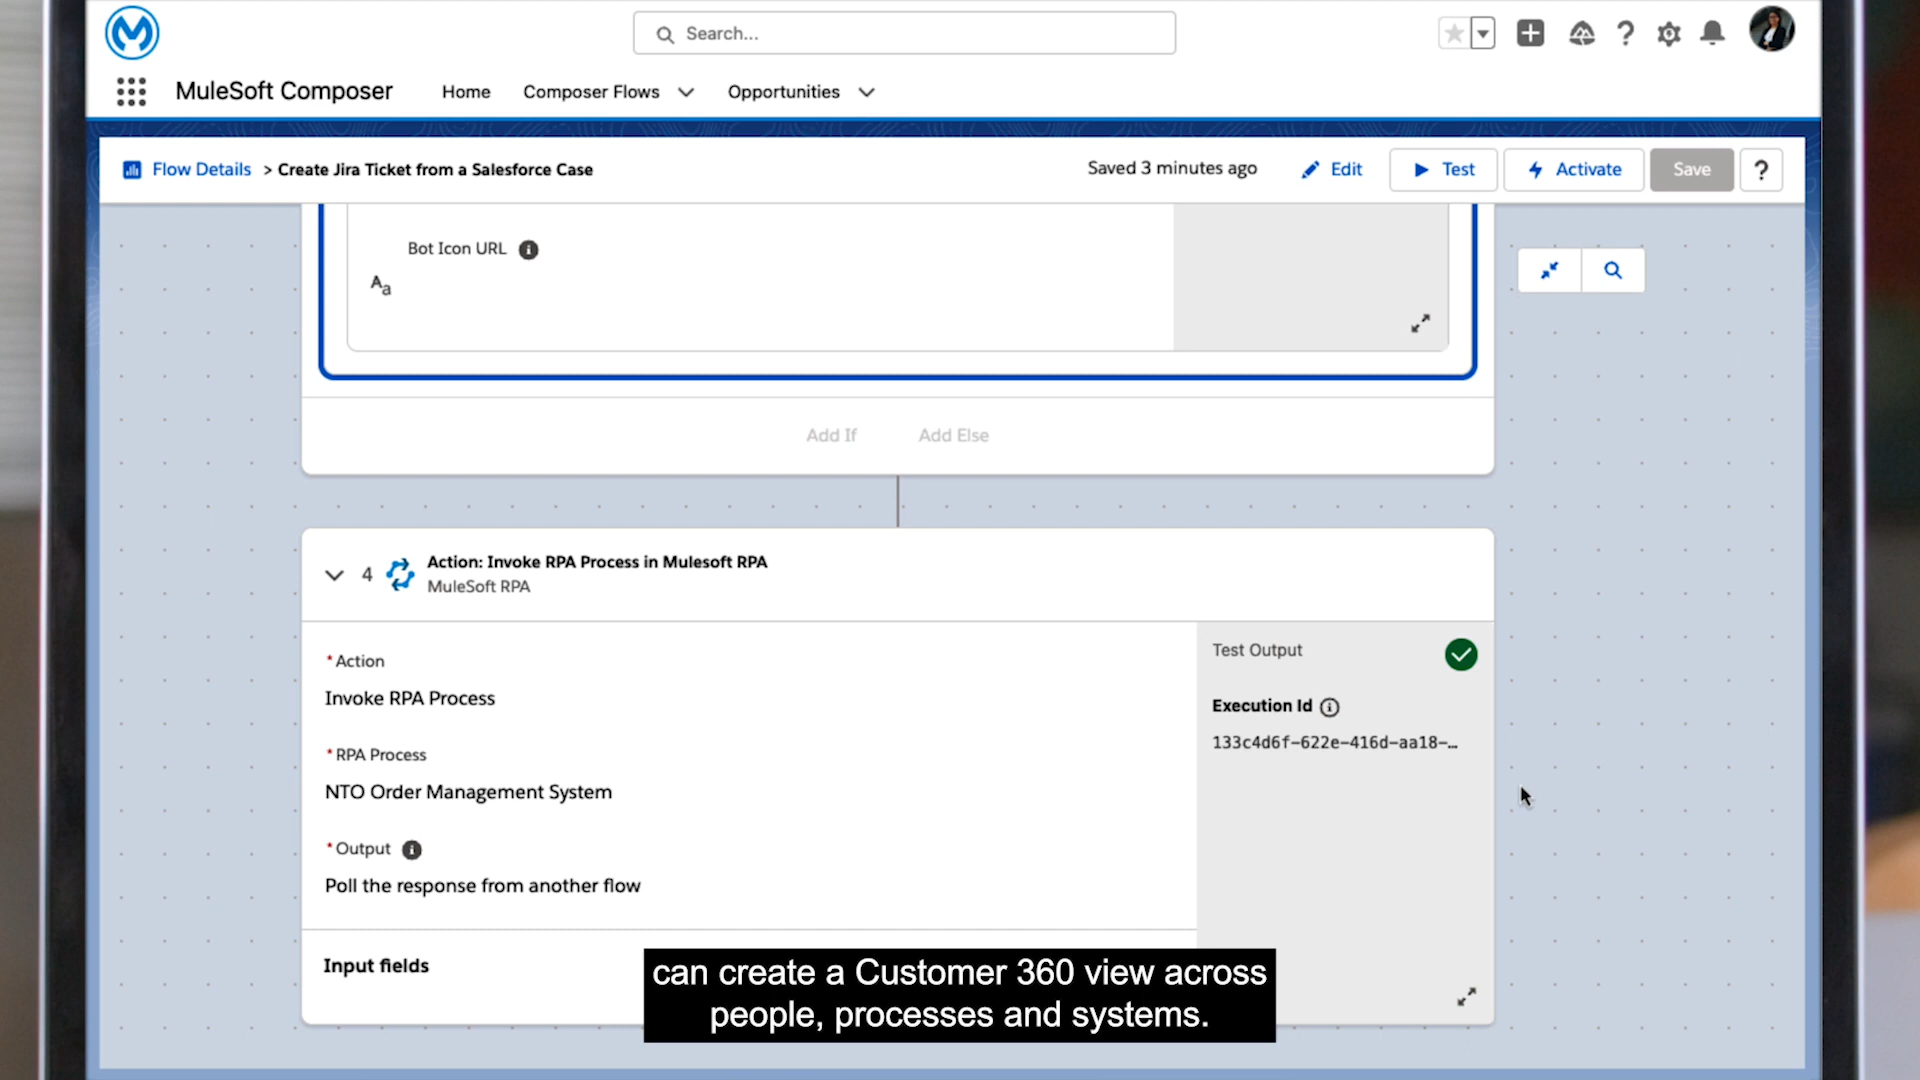 Search...
MuleSoft Composer
Home
Composer Flows
Opportunities
Flow Details > Create Jira Ticket from a Salesforce Case
Saved 3 minutes ago
Edit
Test
Activate
Save
?
Bot Icon URL
Aa
Add If
Add Else
4
Action: Invoke RPA Process in Mulesoft RPA
MuleSoft RPA
*Action
Invoke RPA Process
*RPA Process
NTO Order Management System
*Output
Poll the response from another flow
Input fields
Test Output
Execution Id
133c4d6f-622e-416d-aa18-…
can create a Customer 360 view across
people, processes and systems.